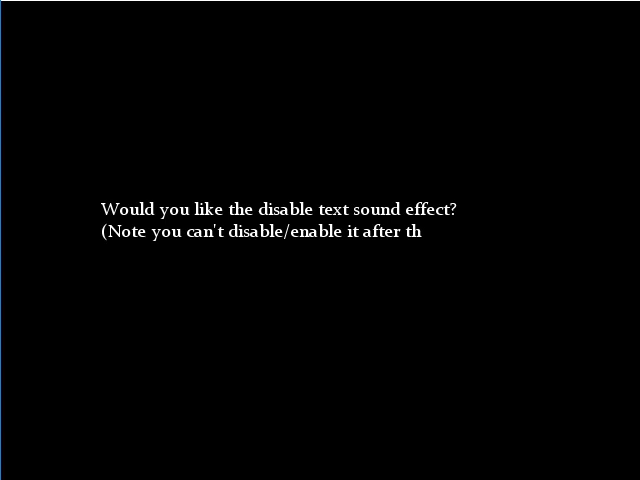 Would you like the disable text sound effect?
(Note you can't disable/enable it after th